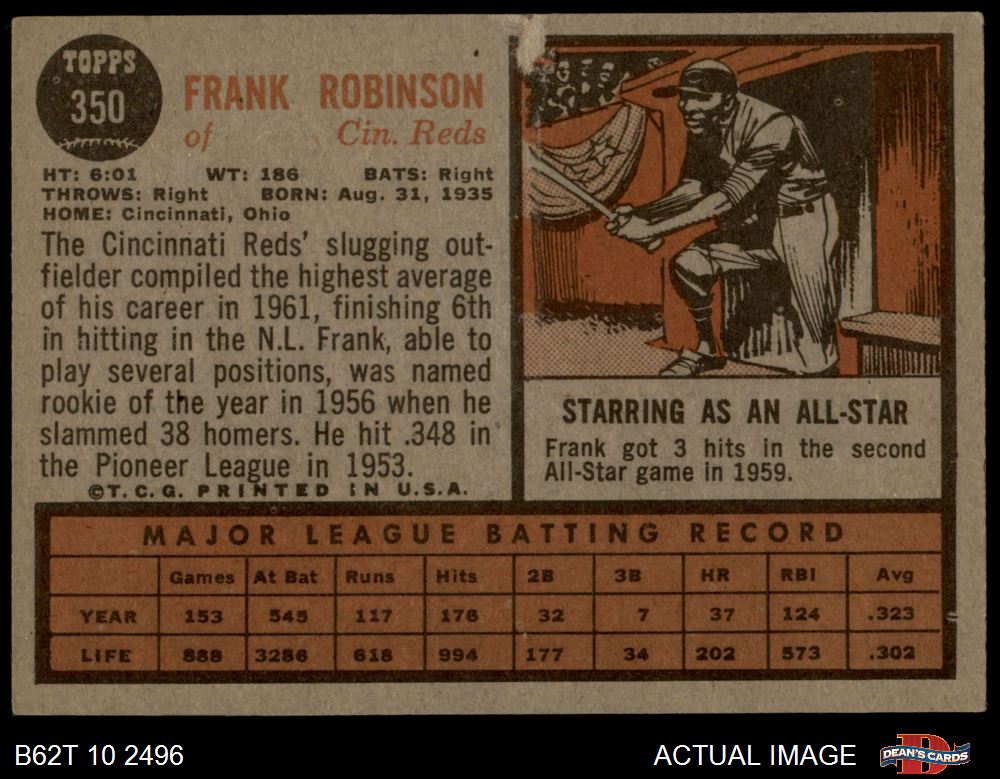 TOPPS
350
FRANK ROBINSON
of Cin. Reds
HT: 6:01 WT: 186 BATS: Right
THROWS: Right BORN: Aug. 31, 1935
HOME: Cincinnati, Ohio
The Cincinnati Reds' slugging out-
fielder compiled the highest average
of his career in 1961, finishing 6th
in hitting in the N.L. Frank, able to
play several positions, was named
rookie of the year in 1956 when he
slammed 38 homers. He hit .348 in
the Pioneer League in 1953.
©T.C.G. PRINTED IN U.S.A.
STARRING AS AN ALL-STAR
Frank got 3 hits in the second
All-Star game in 1959.
MAJOR LEAGUE BATTING RECORD
Games At Bat Runs Hits 2B 3B HR RBI Avg
YEAR 153 545 117 176 32 7 37 124 .323
LIFE 888 3286 618 994 177 34 202 573 .302
B62T 10 2496
ACTUAL IMAGE
DEAN'S CARDS